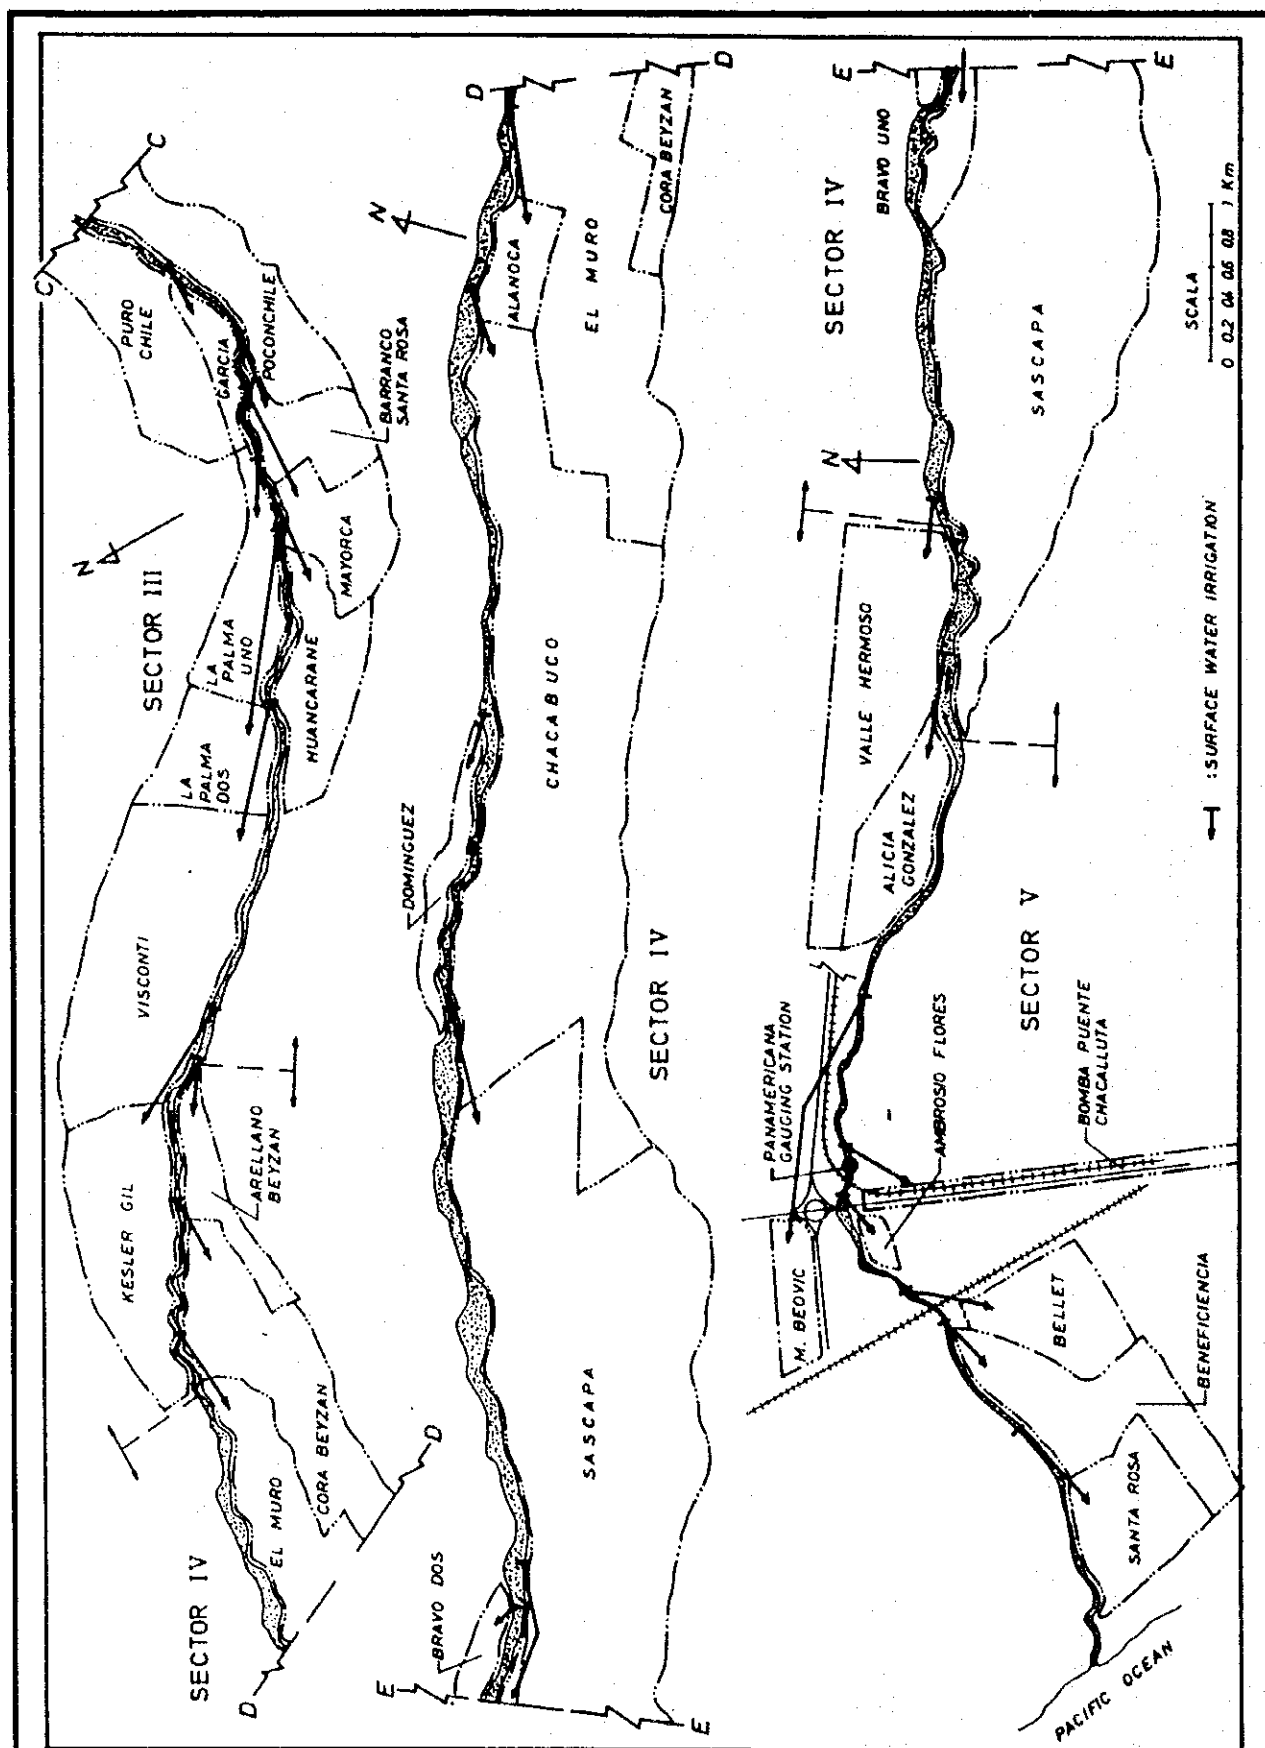 C
C
PURO
CHILE
GARCIA
POCONCHILE
BARRANCO
SANTA ROSA
N
SECTOR III
MAYORCA
LA
PALMA
UNO
HUANCARANE
LA
PALMA
DOS
VISCONTI
ARELLANO
BEYZAN
KESLER GIL
CORA BEYZAN
EL MURO
SECTOR IV
D
D
D
D
N
ALANOCA
EL MURO
CORA BEYZAN
CHACABUCO
DOMINGUEZ
SECTOR IV
SASCAPA
BRAVO DOS
E
E
E
E
BRAVO UNO
SECTOR IV
SASCAPA
SCALA
0 0.2 0.4 0.6 0.8 1 Km
N
VALLE HERMOSO
ALICIA
GONZALEZ
: SURFACE WATER IRRIGATION
SECTOR V
PANAMERICANA
GAUGING STATION
AMBROSIO FLORES
BOMBA PUENTE
CHACALLUTA
M. BEOVIC
BELLET
BENEFICIENCIA
SANTA ROSA
PACIFIC OCEAN